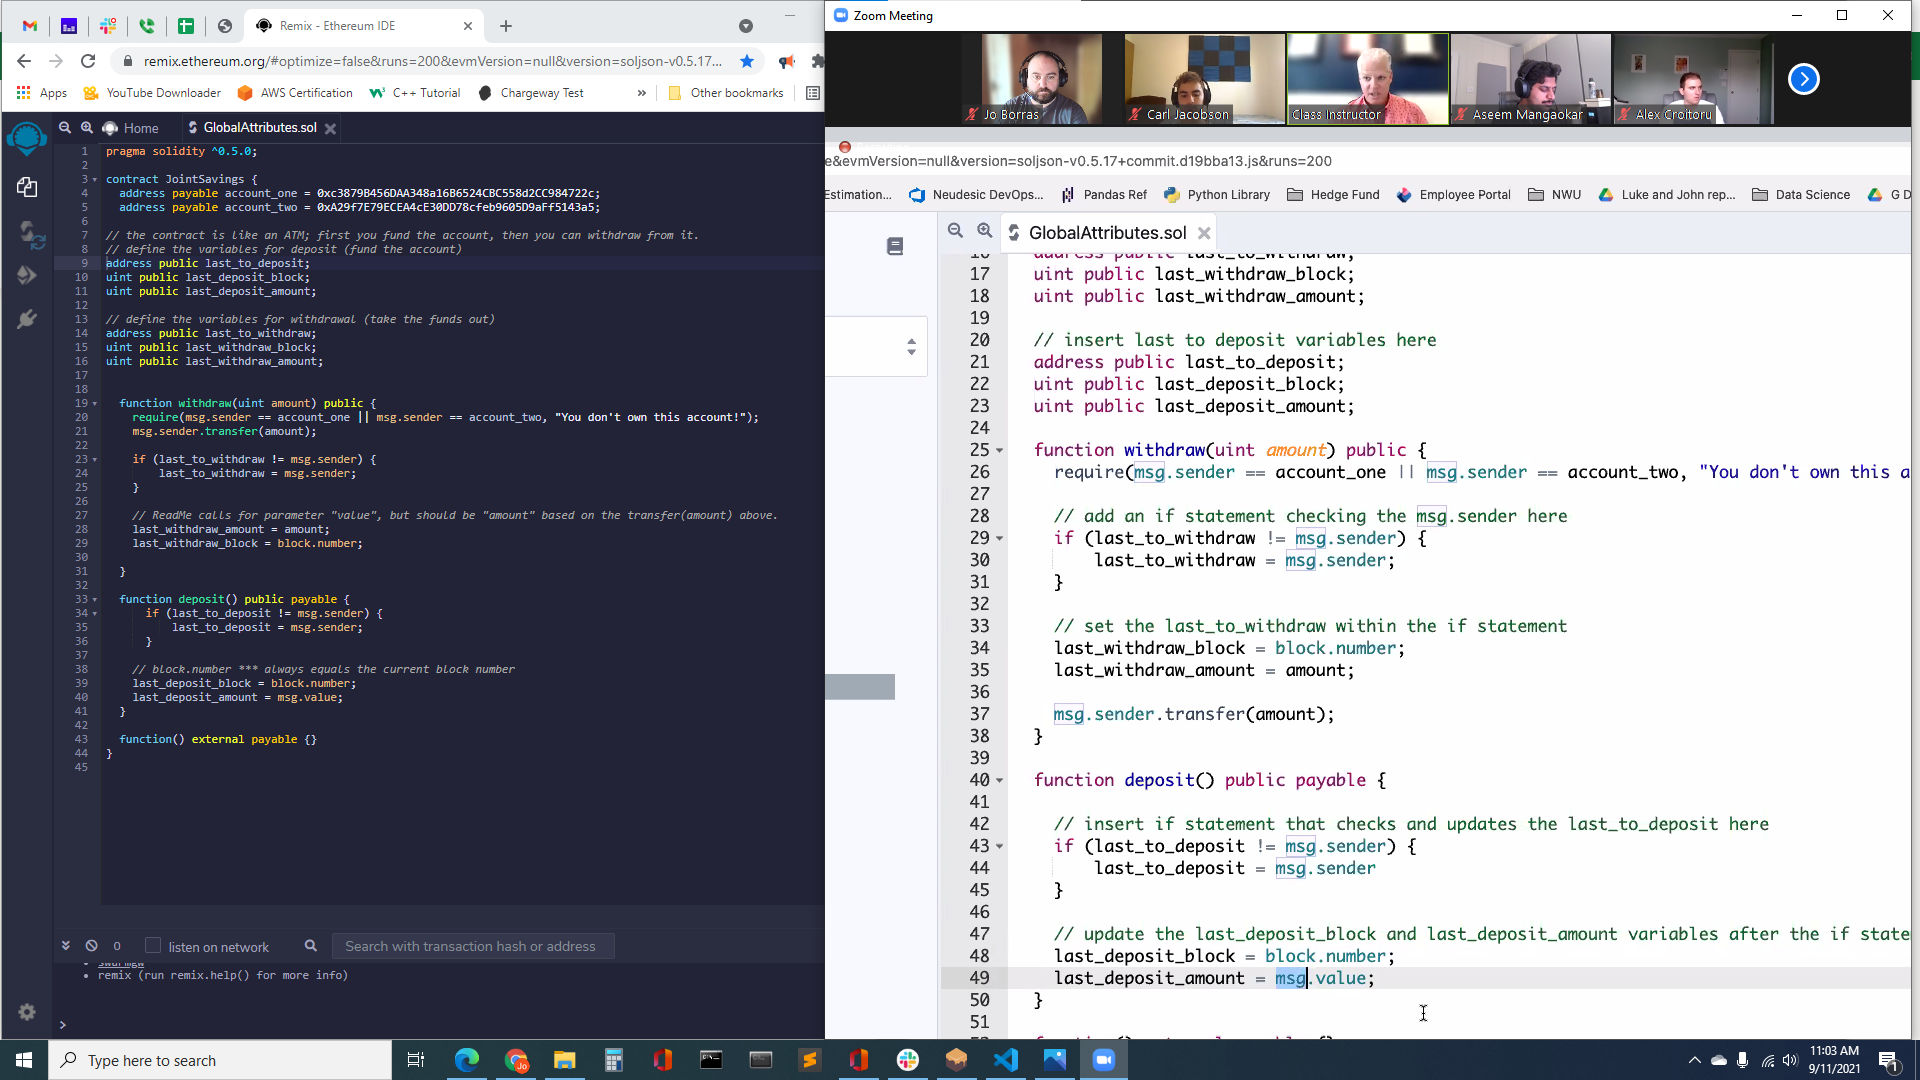 Remix - Ethereum IDE
remix.ethereum.org/#optimize=false&runs=200&evmVersion=null&version=soljson-v0.5.17...
Apps
YouTube Downloader
AWS Certification
C++ Tutorial
Chargeway Test
»
Other bookmarks
Home
GlobalAttributes.sol
1 pragma solidity ^0.5.0;
2
3 contract JointSavings {
4 address payable account_one = 0xc3879B456DAA348a16B6524CBC558d2CC984722c;
5 address payable account_two = 0xA29f7E79ECEA4cE30DD78cfeb9605D9aFf5143a5;
6
7 // the contract is like an ATM; first you fund the account, then you can withdraw from it.
8 // define the variables for deposit (fund the account)
9 address public last_to_deposit;
10 uint public last_deposit_block;
11 uint public last_deposit_amount;
12
13 // define the variables for withdrawal (take the funds out)
14 address public last_to_withdraw;
15 uint public last_withdraw_block;
16 uint public last_withdraw_amount;
17
18
19 function withdraw(uint amount) public {
20 require(msg.sender == account_one || msg.sender == account_two, "You don't own this account!");
21 msg.sender.transfer(amount);
22
23 if (last_to_withdraw != msg.sender) {
24 last_to_withdraw = msg.sender;
25 }
26
27 // ReadMe calls for parameter "value", but should be "amount" based on the transfer(amount) above.
28 last_withdraw_amount = amount;
29 last_withdraw_block = block.number;
30
31 }
32
33 function deposit() public payable {
34 if (last_to_deposit != msg.sender) {
35 last_to_deposit = msg.sender;
36 }
37
38 // block.number *** always equals the current block number
39 last_deposit_block = block.number;
40 last_deposit_amount = msg.value;
41 }
42
43 function() external payable {}
44 }
45
0
listen on network
Search with transaction hash or address
swarmgw
remix (run remix.help() for more info)
>
Zoom Meeting
Jo Borras
Carl Jacobson
Class Instructor
Aseem Mangaokar
Alex Croitoru
e&evmVersion=null&version=soljson-v0.5.17+commit.d19bba13.js&runs=200
Estimation...
Neudesic DevOps...
Pandas Ref
Python Library
Hedge Fund
Employee Portal
NWU
Luke and John rep...
Data Science
G D
GlobalAttributes.sol
16 address public last_to_withdraw;
17 uint public last_withdraw_block;
18 uint public last_withdraw_amount;
19
20 // insert last to deposit variables here
21 address public last_to_deposit;
22 uint public last_deposit_block;
23 uint public last_deposit_amount;
24
25 function withdraw(uint amount) public {
26 require(msg.sender == account_one || msg.sender == account_two, "You don't own this a
27
28 // add an if statement checking the msg.sender here
29 if (last_to_withdraw != msg.sender) {
30 last_to_withdraw = msg.sender;
31 }
32
33 // set the last_to_withdraw within the if statement
34 last_withdraw_block = block.number;
35 last_withdraw_amount = amount;
36
37 msg.sender.transfer(amount);
38 }
39
40 function deposit() public payable {
41
42 // insert if statement that checks and updates the last_to_deposit here
43 if (last_to_deposit != msg.sender) {
44 last_to_deposit = msg.sender
45 }
46
47 // update the last_deposit_block and last_deposit_amount variables after the if state
48 last_deposit_block = block.number;
49 last_deposit_amount = msg.value;
50 }
51
Type here to search
11:03 AM
9/11/2021
1